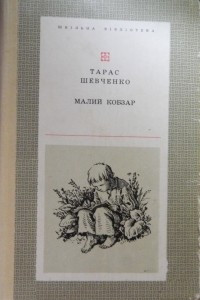 ШКІЛЬНА БІБЛІОТЕКА
ТАРАС
ШЕВЧЕНКО
МАЛИЙ КОБЗАР